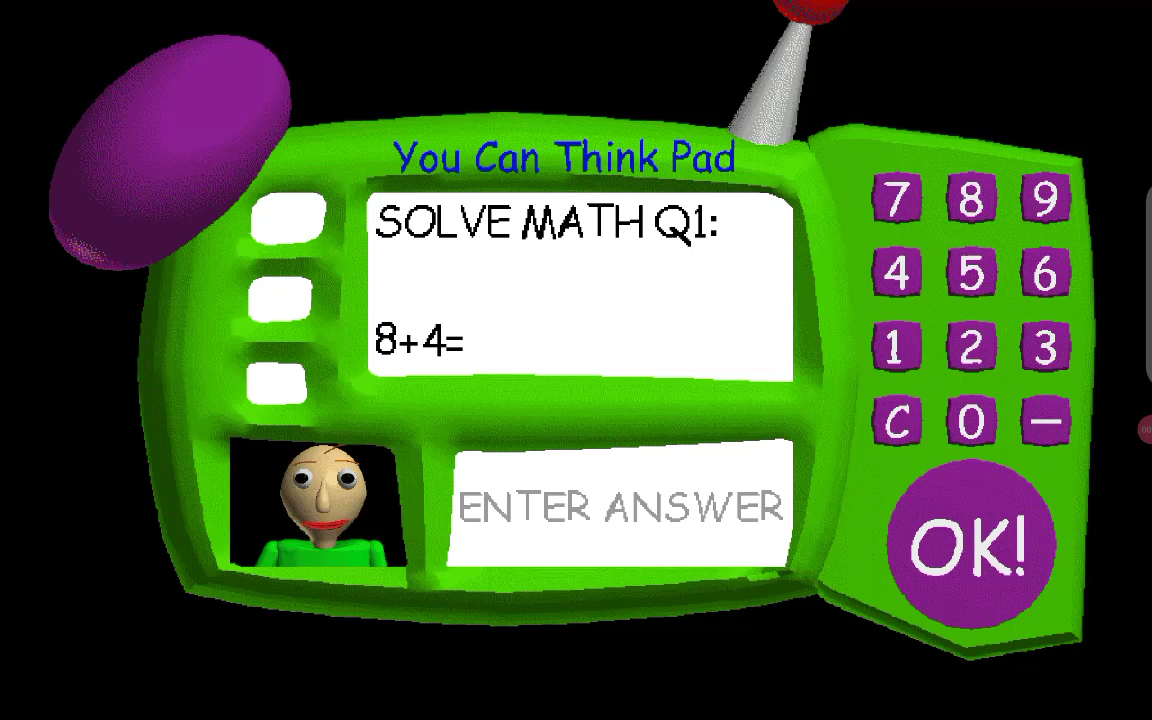 You Can Think Pad
SOLVE MATH Q1:
8+4=
ENTER ANSWER
7 8 9
4 5 6
1 2 3
C 0 –
OK!